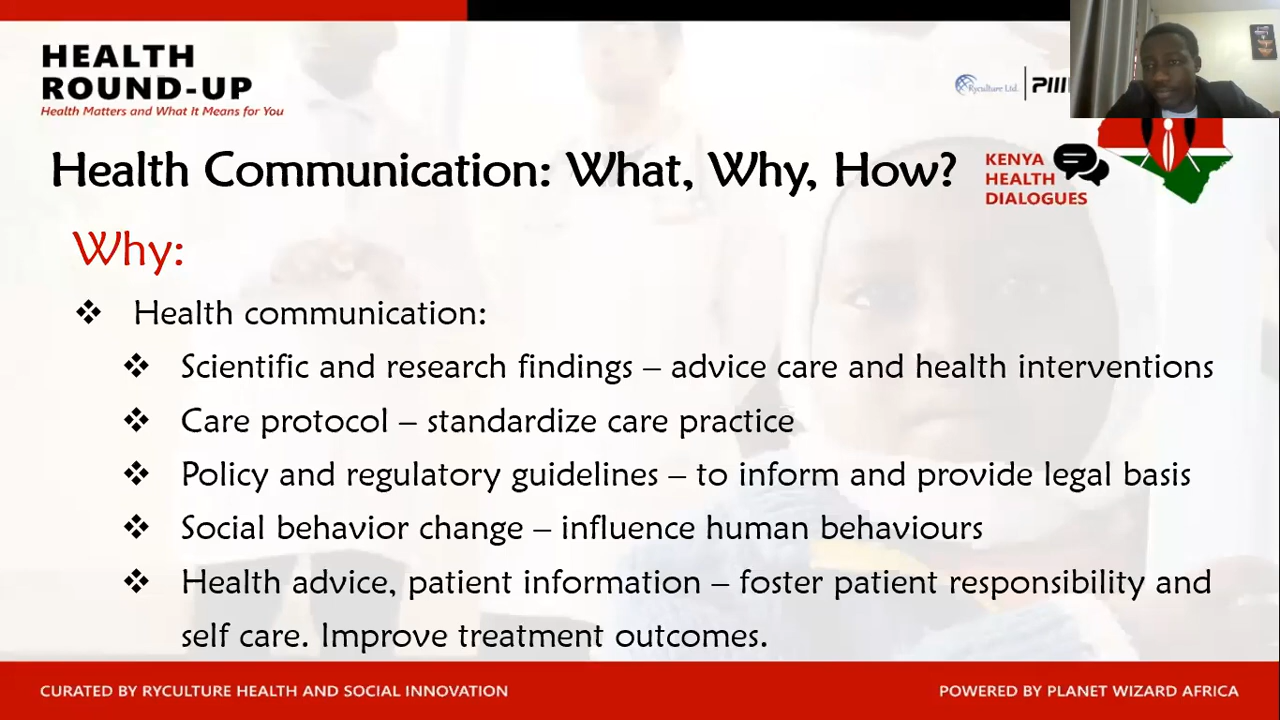 HEALTH
ROUND-UP
Health Matters and What it Means for You
Ryculture Ltd.
Health Communication: What, Why, How?
KENYA
HEALTH
DIALOGUES
Why:
Health communication:
Scientific and research findings – advice care and health interventions
Care protocol – standardize care practice
Policy and regulatory guidelines – to inform and provide legal basis
Social behavior change – influence human behaviours
Health advice, patient information – foster patient responsibility and
self care. Improve treatment outcomes.
CURATED BY RYCULTURE HEALTH AND SOCIAL INNOVATION
POWERED BY PLANET WIZARD AFRICA